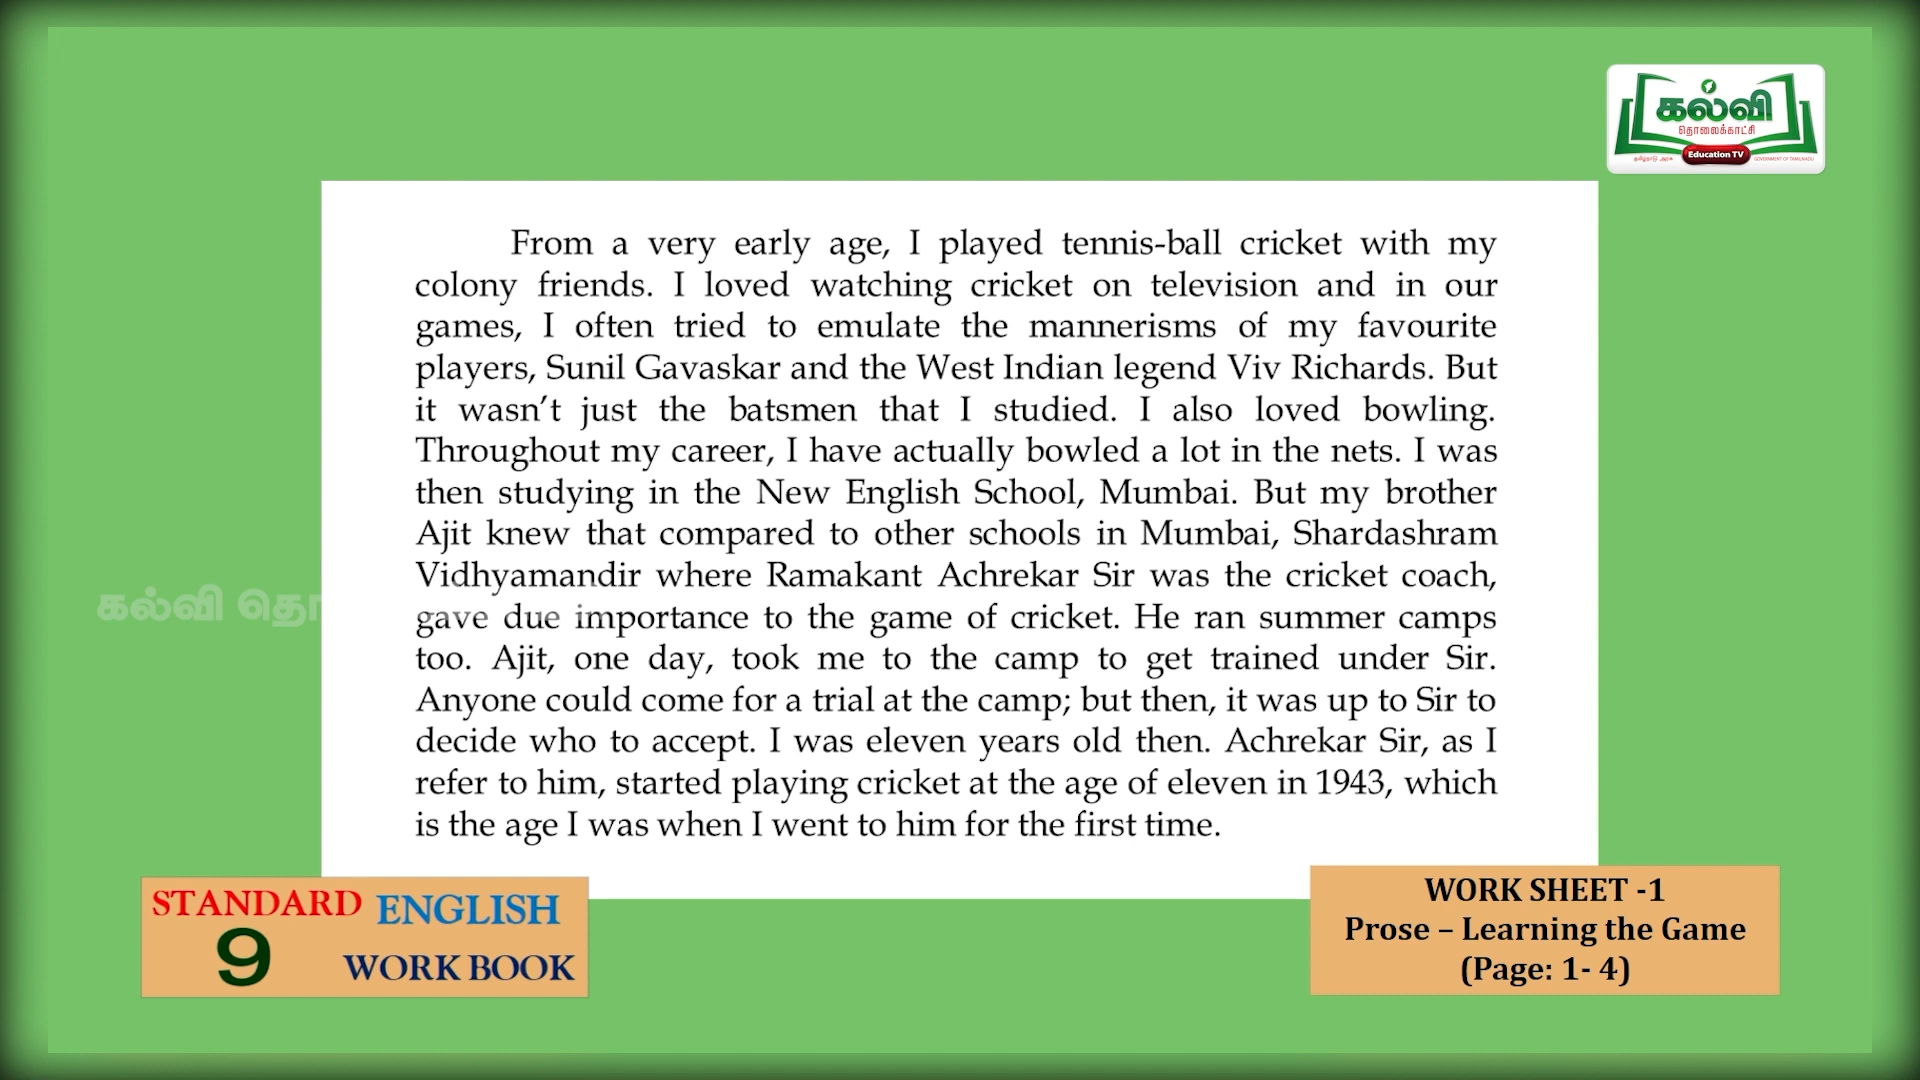 கல்வி
தொலைக்காட்சி
தமிழ்நாடு அரசு
Education TV
GOVERNMENT OF TAMILNADU
From a very early age, I played tennis-ball cricket with my
colony friends. I loved watching cricket on television and in our
games, I often tried to emulate the mannerisms of my favourite
players, Sunil Gavaskar and the West Indian legend Viv Richards. But
it wasn’t just the batsmen that I studied. I also loved bowling.
Throughout my career, I have actually bowled a lot in the nets. I was
then studying in the New English School, Mumbai. But my brother
Ajit knew that compared to other schools in Mumbai, Shardashram
Vidhyamandir where Ramakant Achrekar Sir was the cricket coach,
gave due importance to the game of cricket. He ran summer camps
too. Ajit, one day, took me to the camp to get trained under Sir.
Anyone could come for a trial at the camp; but then, it was up to Sir to
decide who to accept. I was eleven years old then. Achrekar Sir, as I
refer to him, started playing cricket at the age of eleven in 1943, which
is the age I was when I went to him for the first time.
கல்வி தொ
STANDARD ENGLISH
9 WORK BOOK
WORK SHEET -1
Prose – Learning the Game
(Page: 1- 4)